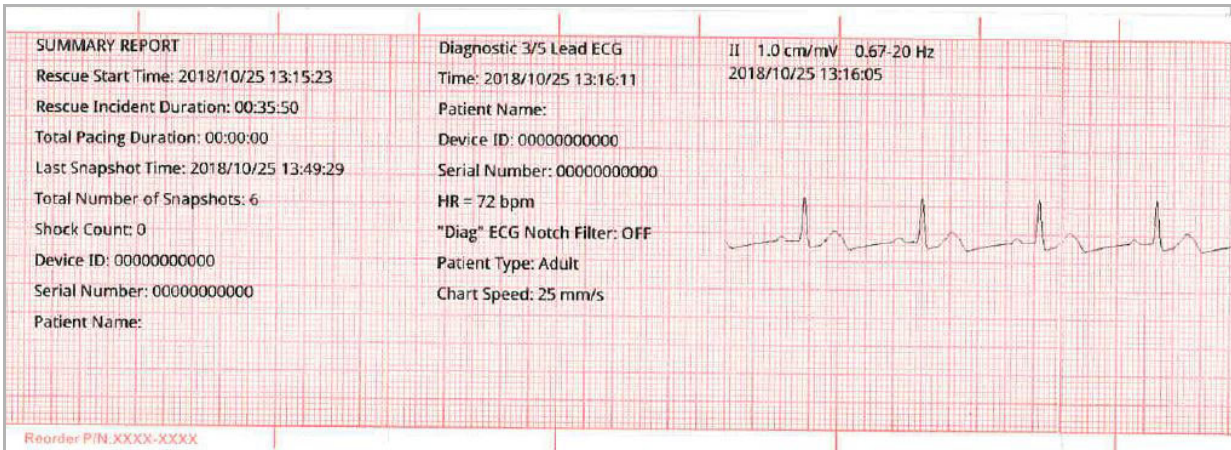 SUMMARY REPORT
Rescue Start Time: 2018/10/25 13:15:23
Rescue Incident Duration: 00:35:50
Total Pacing Duration: 00:00:00
Last Snapshot Time: 2018/10/25 13:49:29
Total Number of Snapshots: 6
Shock Count: 0
Device ID: 00000000000
Serial Number: 00000000000
Patient Name:
Diagnostic 3/5 Lead ECG
Time: 2018/10/25 13:16:11
Patient Name:
Device ID: 00000000000
Serial Number: 00000000000
HR = 72 bpm
"Diag" ECG Notch Filter: OFF
Patient Type: Adult
Chart Speed: 25 mm/s
II 1.0 cm/mV 0.67-20 Hz
2018/10/25 13:16:05
Reorder P/N XXXX-XXXX